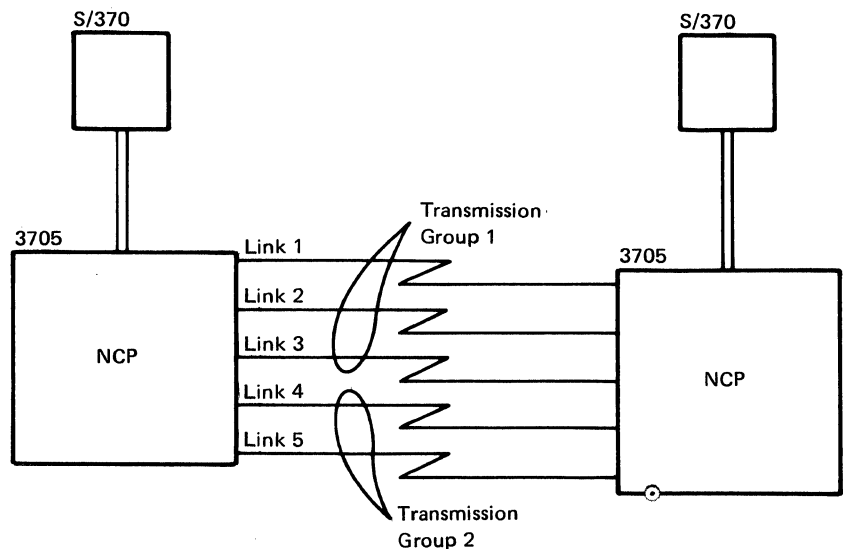 S/370
S/370
Transmission
Group 1
3705
3705
Link 1
Link 2
Link 3
Link 4
Link 5
NCP
NCP
Transmission
Group 2